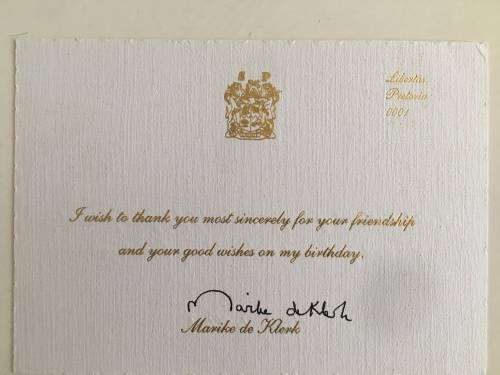 S P
Libertas
Pretoria
0001
I wish to thank you most sincerely for your friendship
and your good wishes on my birthday.
Marike de Klerk
Marike de Klerk